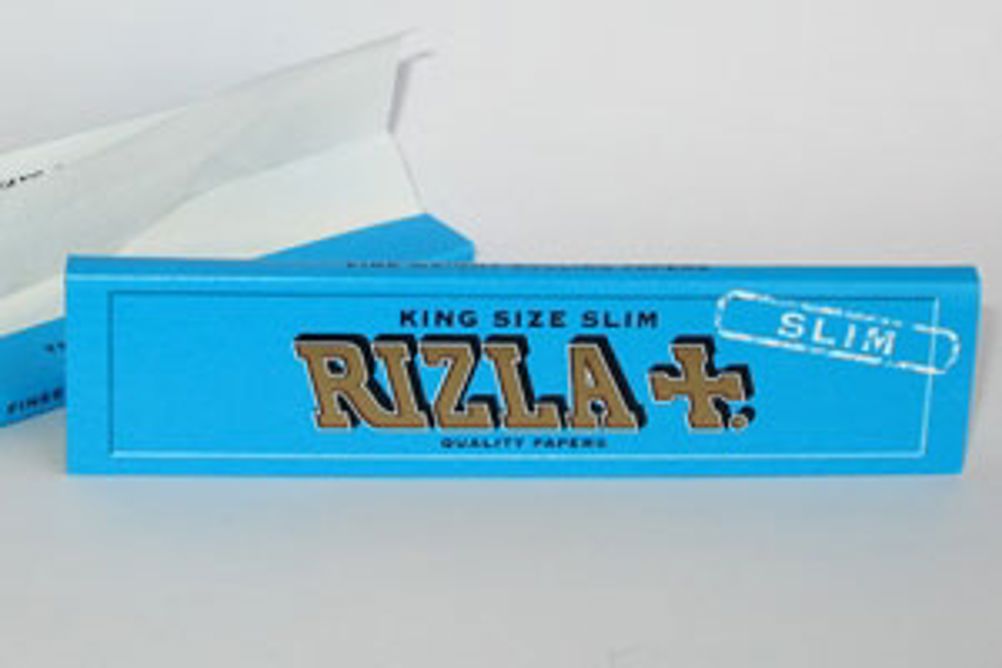 KING SIZE SLIM
SLIM
RIZLA+.
QUALITY PAPERS